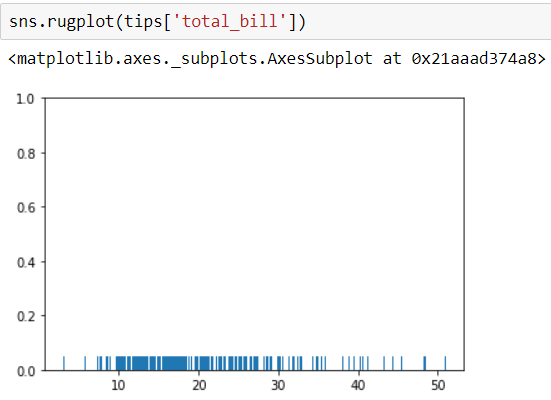 sns.rugplot(tips['total_bill'])
<matplotlib.axes._subplots.AxesSubplot at 0x21aaad374a8>
1.0
0.8
0.6
0.4
0.2
0.0
10 20 30 40 50